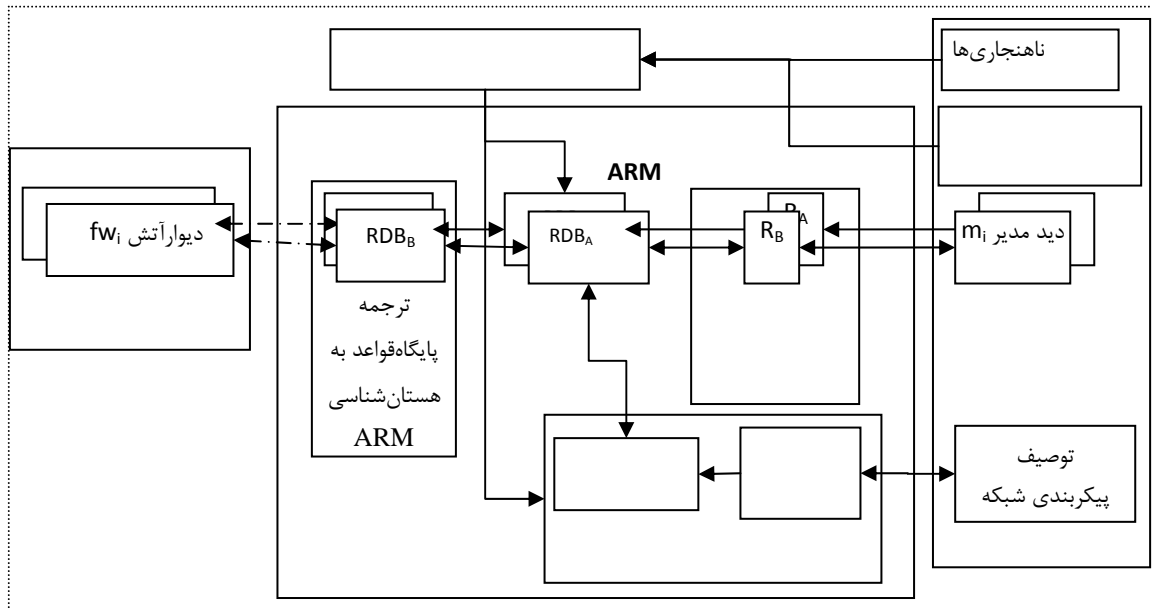 ناهنجاری‌ها
ARM
دید مدیر mi
RB
RA
RDBA
RDBB
دیوارآتش fwi
ترجمه
پایگاه‌قواعد به
هستان‌شناسی
ARM
توصیف
پیکربندی شبکه